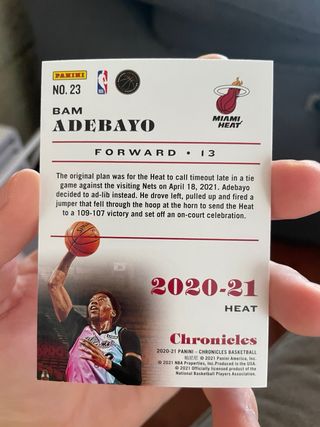 PANINI
NO. 23
NBA
BAM
ADEBAYO
MIAMI
HEAT
FORWARD • 13
The original plan was for the Heat to call timeout late in a tie
game against the visiting Nets on April 18, 2021. Adebayo
decided to ad-lib instead. He drove left, pulled up and fired a
jumper that fell through the hoop at the horn to send the Heat
to a 109-107 victory and set off an on-court celebration.
2020-21
HEAT
Chronicles
2020-21 PANINI - CHRONICLES BASKETBALL
© 2021 Panini America, Inc.
© 2021 NBA Properties, Inc. Produced in the USA.
© 2021 Officially licensed product of the
National Basketball Players Association.